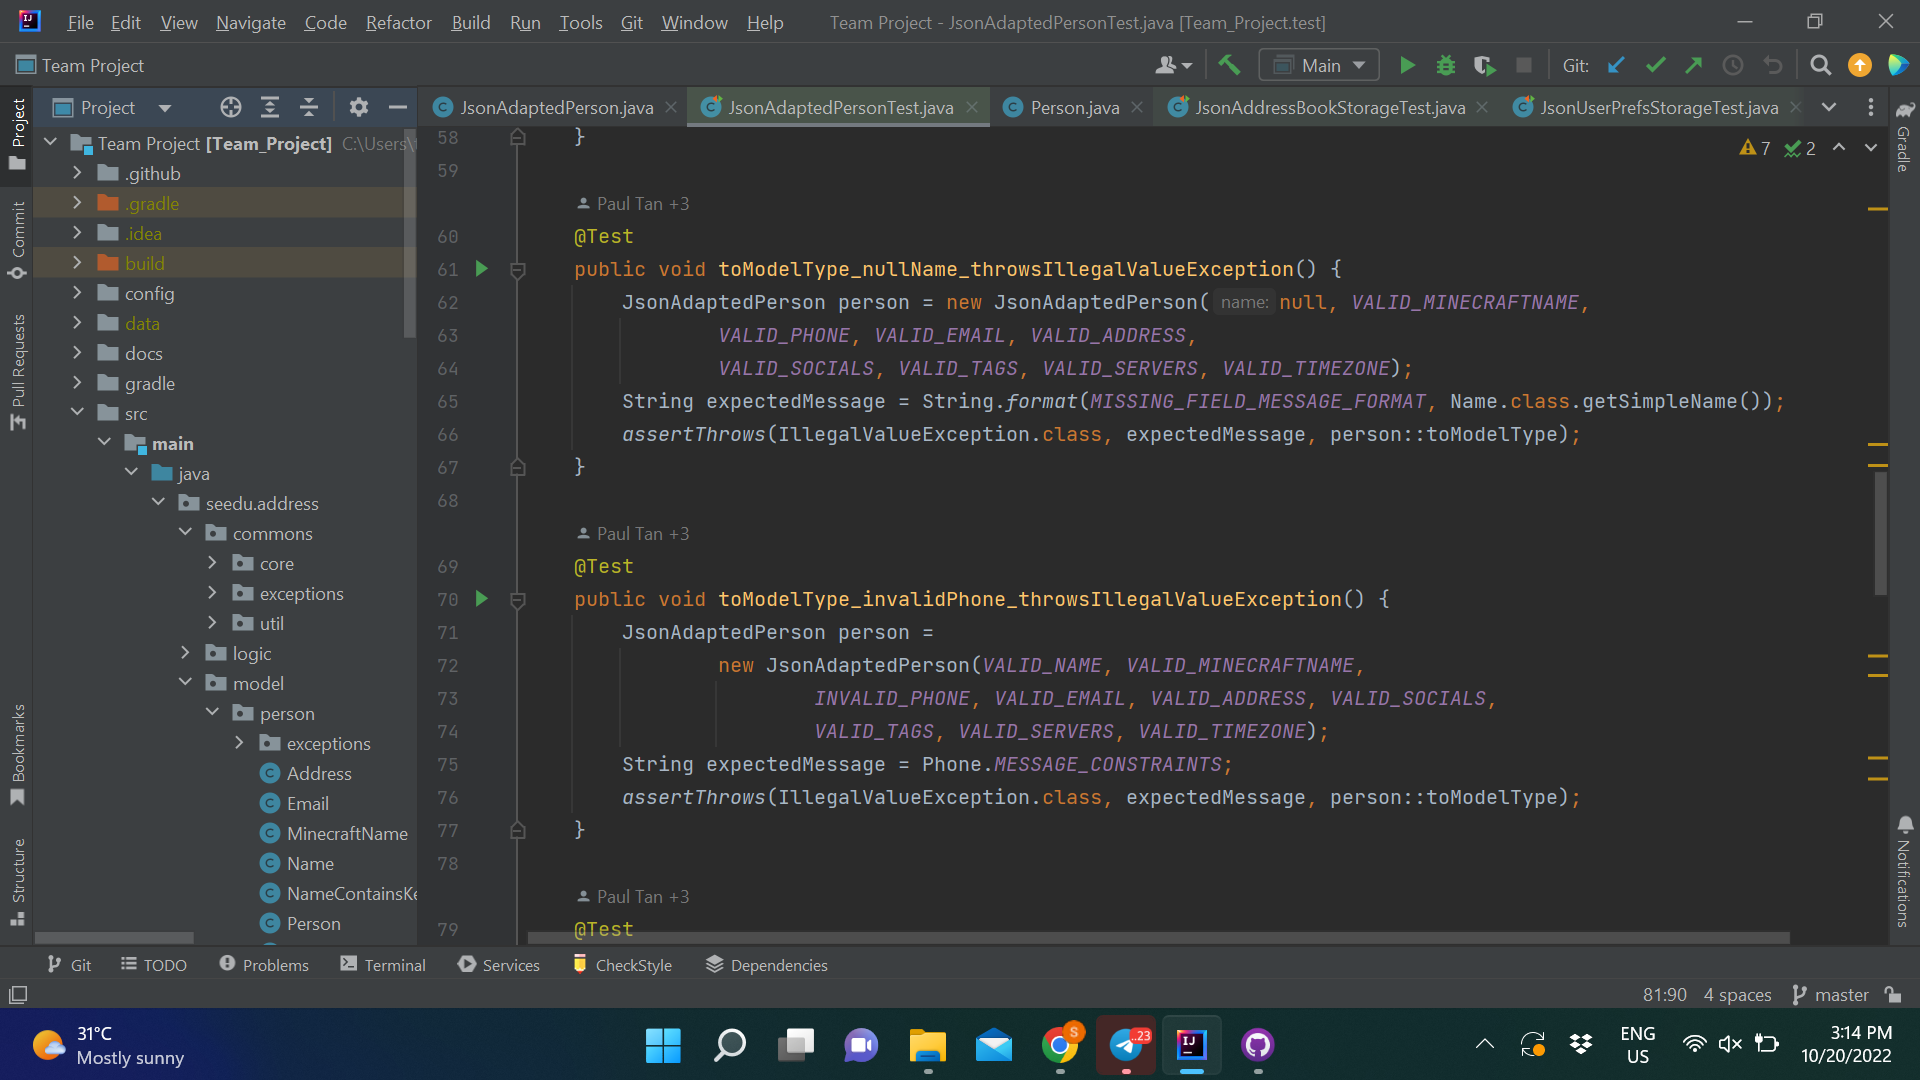 File Edit View Navigate Code Refactor Build Run Tools Git Window Help Team Project - JsonAdaptedPersonTest.java [Team_Project.test]
Team Project Main Git:
Project JsonAdaptedPerson.java JsonAdaptedPersonTest.java Person.java JsonAddressBookStorageTest.java JsonUserPrefsStorageTest.java
Project
Commit
Pull Requests
Bookmarks
Structure
Team Project [Team_Project] C:\Users\
.github
.gradle
.idea
build
config
data
docs
gradle
src
main
java
seedu.address
commons
core
exceptions
util
logic
model
person
exceptions
Address
Email
MinecraftName
Name
NameContainsKe
Person
7 2
58 }
59
Paul Tan +3
60 @Test
61 public void toModelType_nullName_throwsIllegalValueException() {
62 JsonAdaptedPerson person = new JsonAdaptedPerson( name: null, VALID_MINECRAFTNAME,
63 VALID_PHONE, VALID_EMAIL, VALID_ADDRESS,
64 VALID_SOCIALS, VALID_TAGS, VALID_SERVERS, VALID_TIMEZONE);
65 String expectedMessage = String.format(MISSING_FIELD_MESSAGE_FORMAT, Name.class.getSimpleName());
66 assertThrows(IllegalValueException.class, expectedMessage, person::toModelType);
67 }
68
Paul Tan +3
69 @Test
70 public void toModelType_invalidPhone_throwsIllegalValueException() {
71 JsonAdaptedPerson person =
72 new JsonAdaptedPerson(VALID_NAME, VALID_MINECRAFTNAME,
73 INVALID_PHONE, VALID_EMAIL, VALID_ADDRESS, VALID_SOCIALS,
74 VALID_TAGS, VALID_SERVERS, VALID_TIMEZONE);
75 String expectedMessage = Phone.MESSAGE_CONSTRAINTS;
76 assertThrows(IllegalValueException.class, expectedMessage, person::toModelType);
77 }
78
Paul Tan +3
79 @Test
Gradle
Notifications
Git TODO Problems Terminal Services CheckStyle Dependencies
81:90 4 spaces master
31°C
Mostly sunny
S
..23
IJ
ENG
US
3:14 PM
10/20/2022